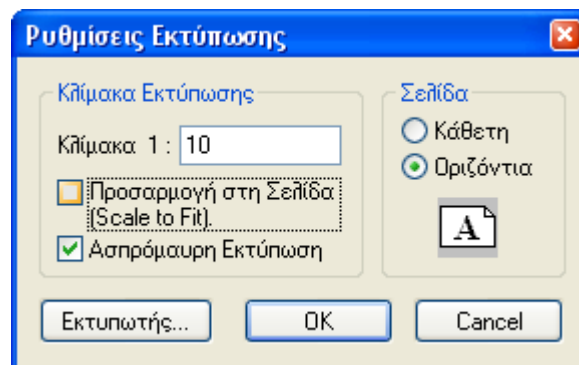 Ρυθμίσεις Εκτύπωσης
Κλίμακα Εκτύπωσης
Κλίμακα 1 : 10
Προσαρμογή στη Σελίδα
(Scale to Fit).
Ασπρόμαυρη Εκτύπωση
Σελίδα
Κάθετη
Οριζόντια
A
Εκτυπωτής...
OK
Cancel